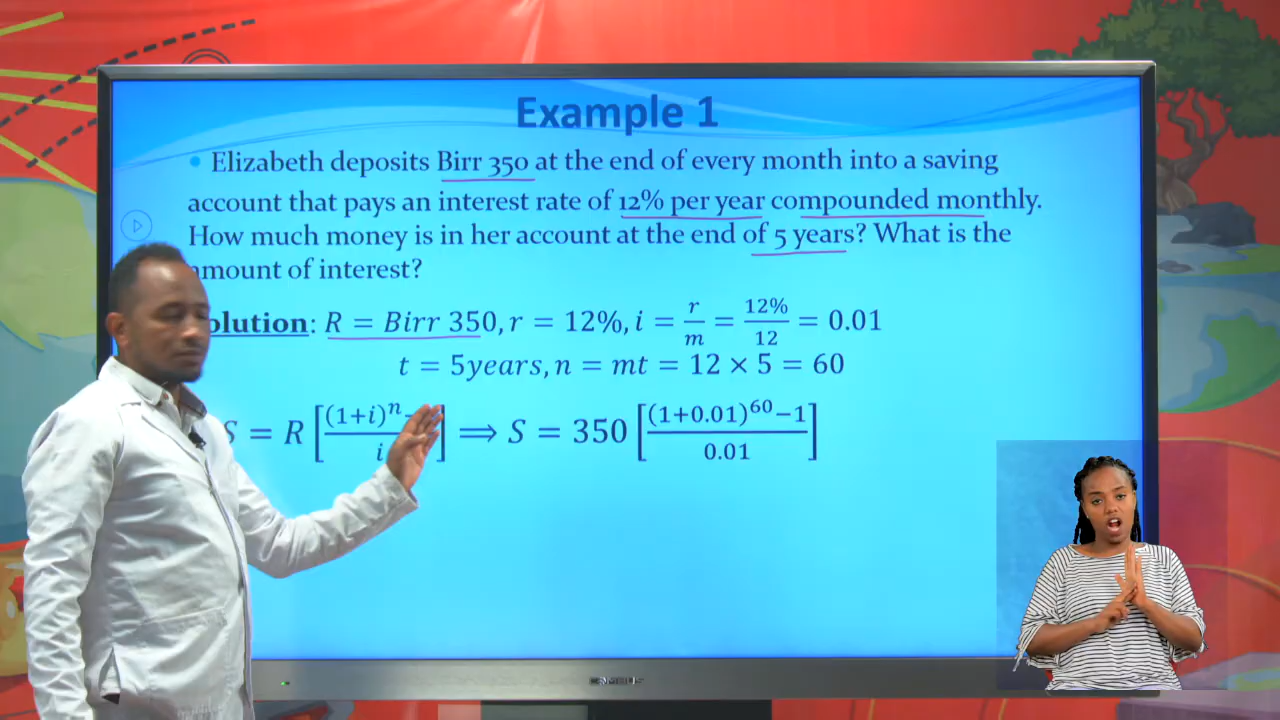 Example 1
• Elizabeth deposits Birr 350 at the end of every month into a saving
account that pays an interest rate of 12% per year compounded monthly.
How much money is in her account at the end of 5 years? What is the
mount of interest?
olution: R = Birr 350, r = 12%, i = r/m = 12%/12 = 0.01
t = 5years, n = mt = 12 × 5 = 60
S = R [(1+i)^n - / i] ⟹ S = 350 [(1+0.01)^60−1 / 0.01]